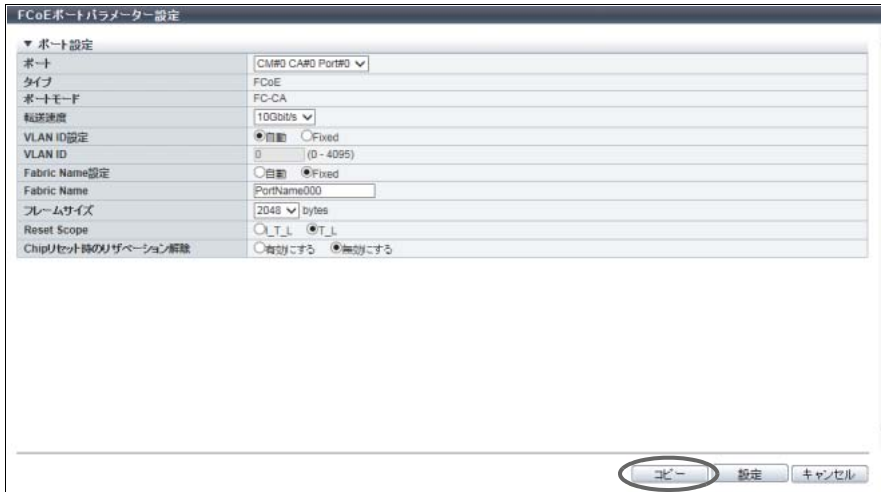 FCoEポートパラメーター設定
▼ ポート設定
ポート CM#0 CA#0 Port#0
タイプ FCoE
ポートモード FC-CA
転送速度 10Gbit/s
VLAN ID設定 自動 Fixed
VLAN ID 0 (0 - 4095)
Fabric Name設定 自動 Fixed
Fabric Name PortName000
フレームサイズ 2048 bytes
Reset Scope I_T_L T_L
Chipリセット時のリザベーション解除 有効にする 無効にする
コピー 設定 キャンセル